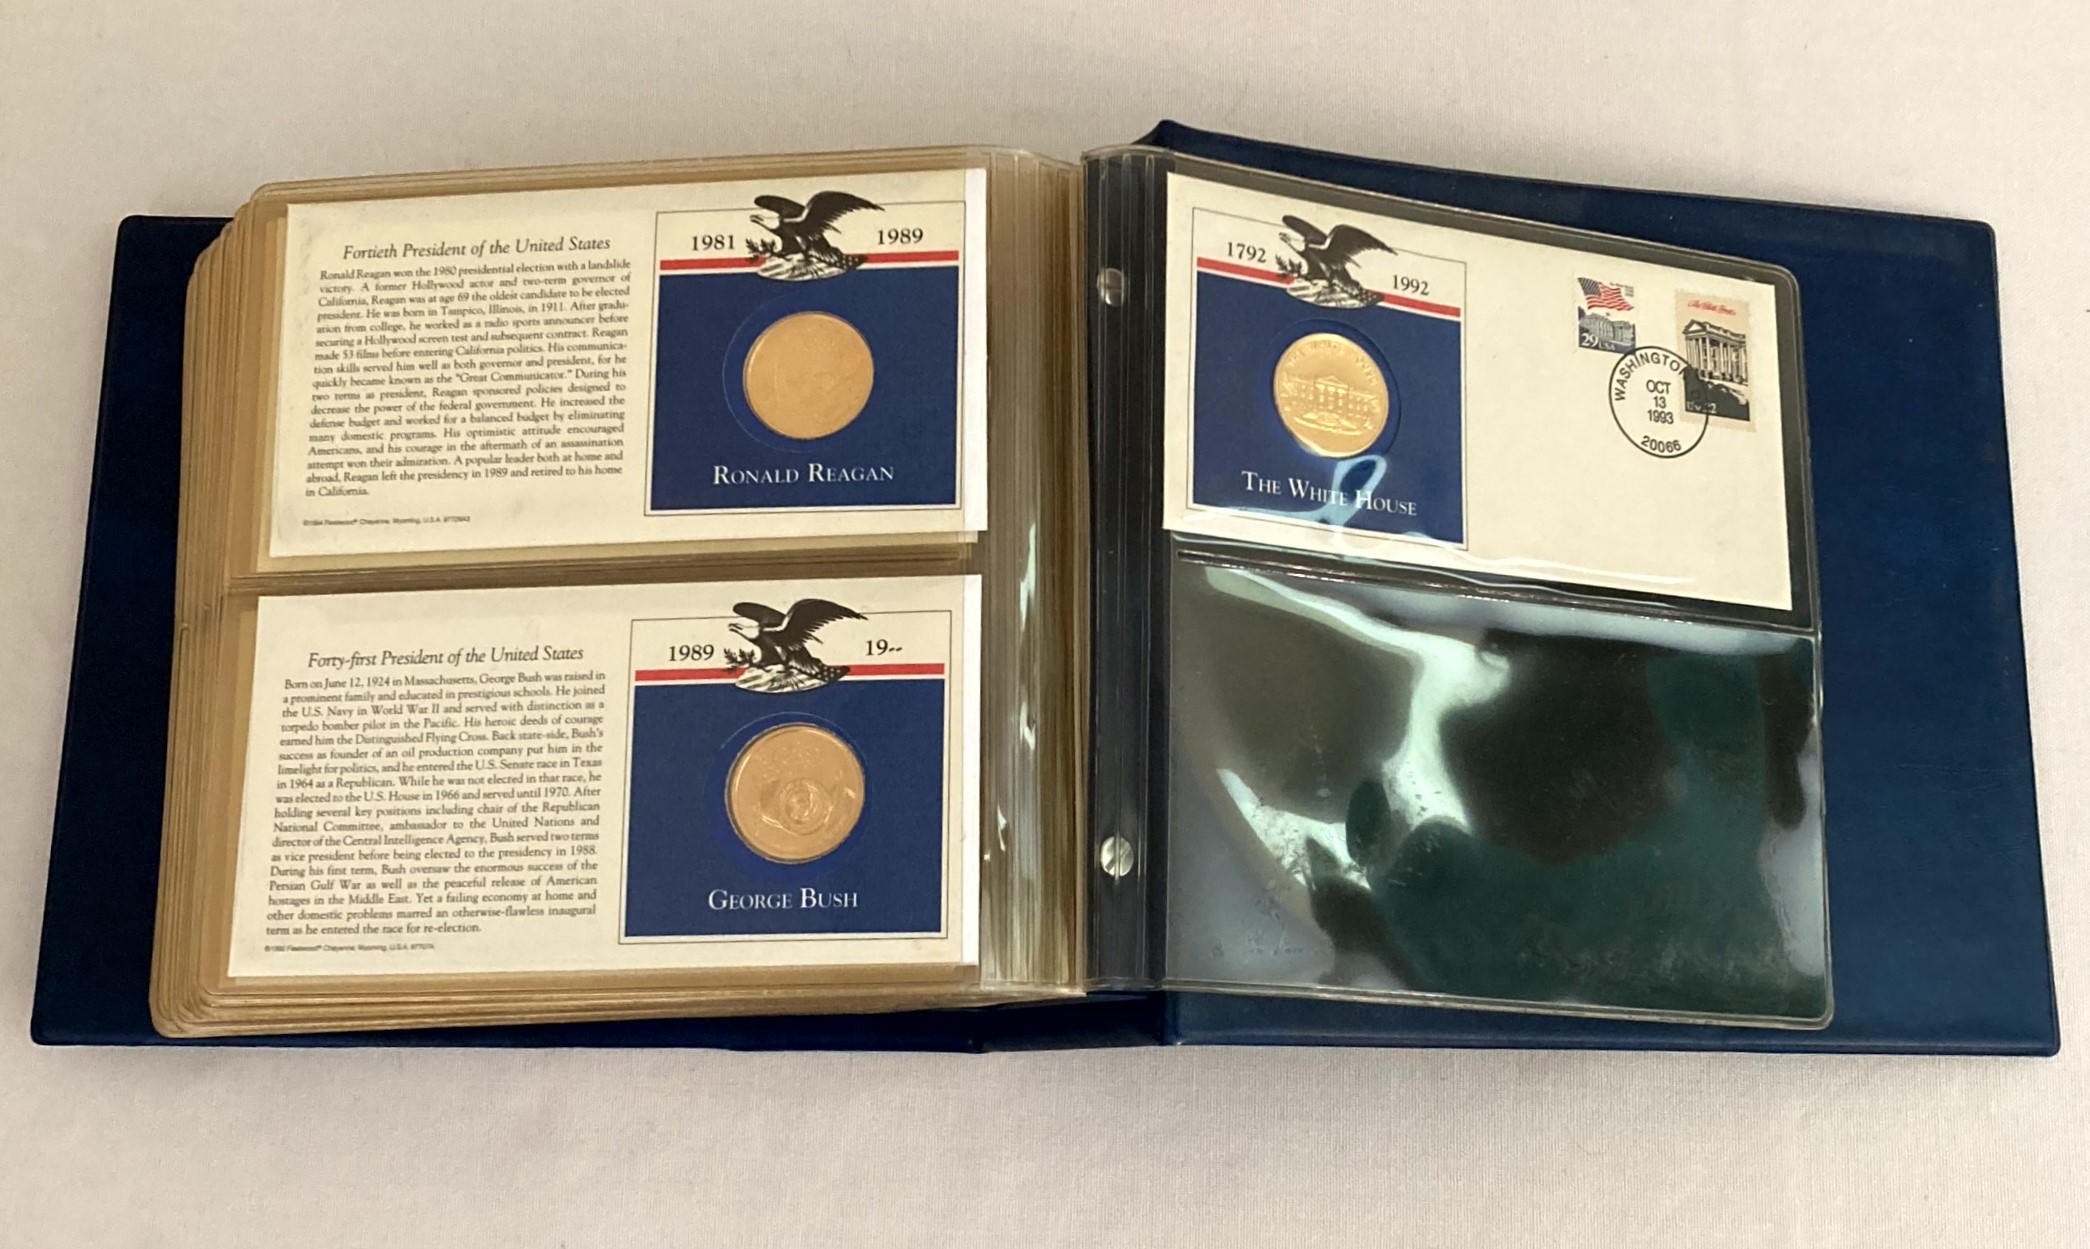 Fortieth President of the United States
Ronald Reagan won the 1980 presidential election with a landslide
victory. A former Hollywood actor and two-term governor of
California, Reagan was at age 69 the oldest candidate to be elected
president. He was born in Tampico, Illinois, in 1911. After gradu-
ation from college, he worked as a radio sports announcer before
securing a Hollywood screen test and subsequent contract. Reagan
made 53 films before entering California politics. His communica-
tion skills served him well as both governor and president, for he
quickly became known as the "Great Communicator." During his
two terms as president, Reagan sponsored policies designed to
decrease the power of the federal government. He increased the
defense budget and worked for a balanced budget by eliminating
many domestic programs. His optimistic attitude encouraged
Americans, and his courage in the aftermath of an assassination
attempt won their admiration. A popular leader both at home and
abroad, Reagan left the presidency in 1989 and retired to his home
in California.
Fleetwood® Cheyenne, Wyoming, U.S.A.
1981 1989
RONALD REAGAN
Forty-first President of the United States
Born on June 12, 1924 in Massachusetts, George Bush was raised in
a prominent family and educated in prestigious schools. He joined
the U.S. Navy in World War II and served with distinction as a
torpedo bomber pilot in the Pacific. His heroic deeds of courage
earned him the Distinguished Flying Cross. Back state-side, Bush's
success as founder of an oil production company put him in the
limelight for politics, and he entered the U.S. Senate race in Texas
in 1964 as a Republican. While he was not elected in that race, he
was elected to the U.S. House in 1966 and served until 1970. After
holding several key positions including chair of the Republican
National Committee, ambassador to the United Nations and
director of the Central Intelligence Agency, Bush served two terms
as vice president before being elected to the presidency in 1988.
During his first term, Bush oversaw the enormous success of the
Persian Gulf War as well as the peaceful release of American
hostages in the Middle East. Yet a failing economy at home and
other domestic problems marred an otherwise-flawless inaugural
term as he entered the race for re-election.
©1992 Fleetwood® Cheyenne, Wyoming, U.S.A.
1989 19--
GEORGE BUSH
1792 1992
THE WHITE HOUSE
29 USA
The White House
WASHINGTON
OCT
13
1993
20066